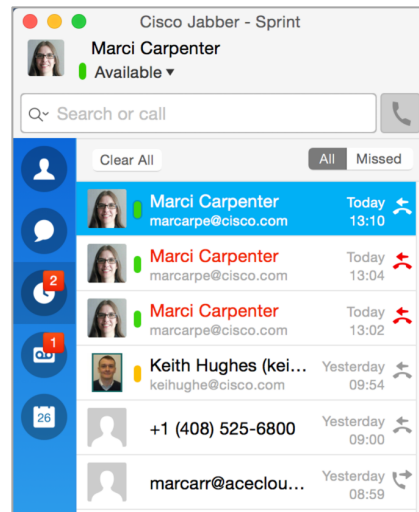 Cisco Jabber - Sprint
Marci Carpenter
Available
Search or call
Clear All
All Missed
Marci Carpenter Today
marcarpe@cisco.com 13:10
2
Marci Carpenter Today
marcarpe@cisco.com 13:04
Marci Carpenter Today
marcarpe@cisco.com 13:02
1
Keith Hughes (kei... Yesterday
keihughe@cisco.com 09:54
26
+1 (408) 525-6800 Yesterday
09:00
marcarr@aceclou... Yesterday
08:59